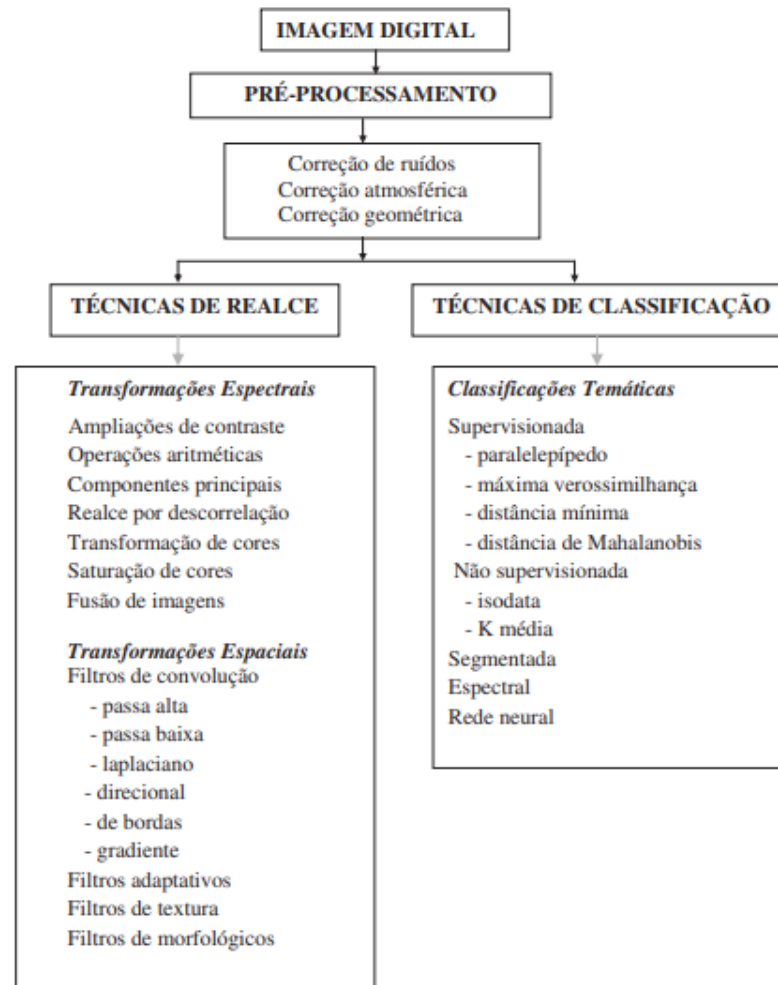 IMAGEM DIGITAL
PRÉ-PROCESSAMENTO
Correção de ruídos
Correção atmosférica
Correção geométrica
TÉCNICAS DE REALCE
Transformações Espectrais
Ampliações de contraste
Operações aritméticas
Componentes principais
Realce por descorrelação
Transformação de cores
Saturação de cores
Fusão de imagens
Transformações Espaciais
Filtros de convolução
- passa alta
- passa baixa
- laplaciano
- direcional
- de bordas
- gradiente
Filtros adaptativos
Filtros de textura
Filtros de morfológicos
TÉCNICAS DE CLASSIFICAÇÃO
Classificações Temáticas
Supervisionada
- paralelepípedo
- máxima verossimilhança
- distância mínima
- distância de Mahalanobis
Não supervisionada
- isodata
- K média
Segmentada
Espectral
Rede neural